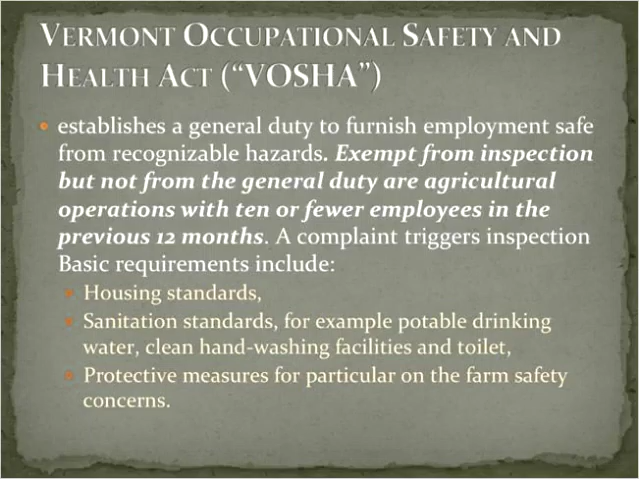 VERMONT OCCUPATIONAL SAFETY AND
HEALTH ACT (“VOSHA”)
establishes a general duty to furnish employment safe
from recognizable hazards. Exempt from inspection
but not from the general duty are agricultural
operations with ten or fewer employees in the
previous 12 months. A complaint triggers inspection
Basic requirements include:
Housing standards,
Sanitation standards, for example potable drinking
water, clean hand-washing facilities and toilet,
Protective measures for particular on the farm safety
concerns.